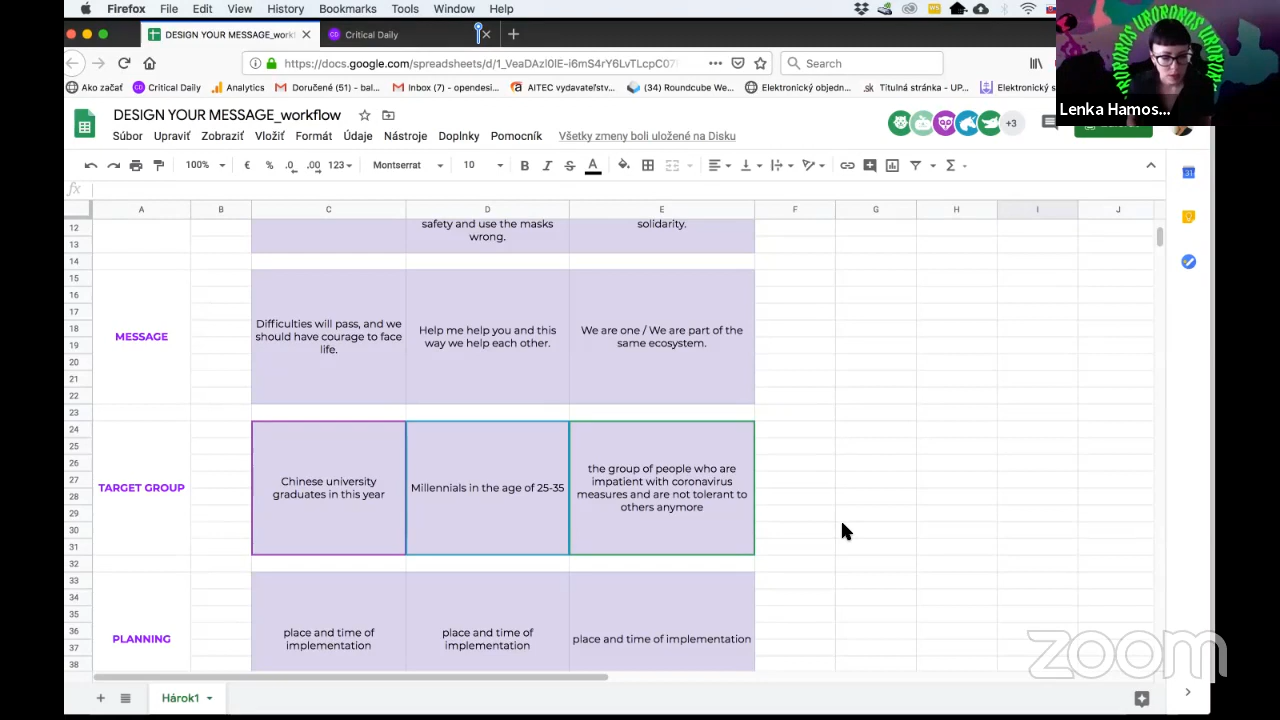 Firefox File Edit View History Bookmarks Tools Window Help
DESIGN YOUR MESSAGE_workfl
Critical Daily
https://docs.google.com/spreadsheets/d/1_VeaDAzI0lE-i6mS4rY6LvTLcpC07
Search
Ako začať Critical Daily Analytics Doručené (51) - bal... Inbox (7) - opendesi... AITEC vydavateľstv... (34) Roundcube We... Elektronický objedn... Titulná stránka - UP... Elektronický s
Lenka Hamos...
DESIGN YOUR MESSAGE_workflow
+3
Súbor Upraviť Zobraziť Vložiť Formát Údaje Nástroje Doplnky Pomocník Všetky zmeny boli uložené na Disku
100% € % .0 .00 123 Montserrat 10 B I S A
fx
A B C D E F G H I J
12 safety and use the masks solidarity.
13 wrong.
14
15
16
17
18 Difficulties will pass, and we Help me help you and this We are one / We are part of the
19 MESSAGE should have courage to face way we help each other. same ecosystem.
20 life.
21
22
23
24
25
26 the group of people who are
27 Chinese university impatient with coronavirus
28 TARGET GROUP graduates in this year Millennials in the age of 25-35 measures and are not tolerant to
29 others anymore
30
31
32
33
34
35
36 place and time of place and time of
37 PLANNING implementation implementation place and time of implementation
38
zoom
Hárok1